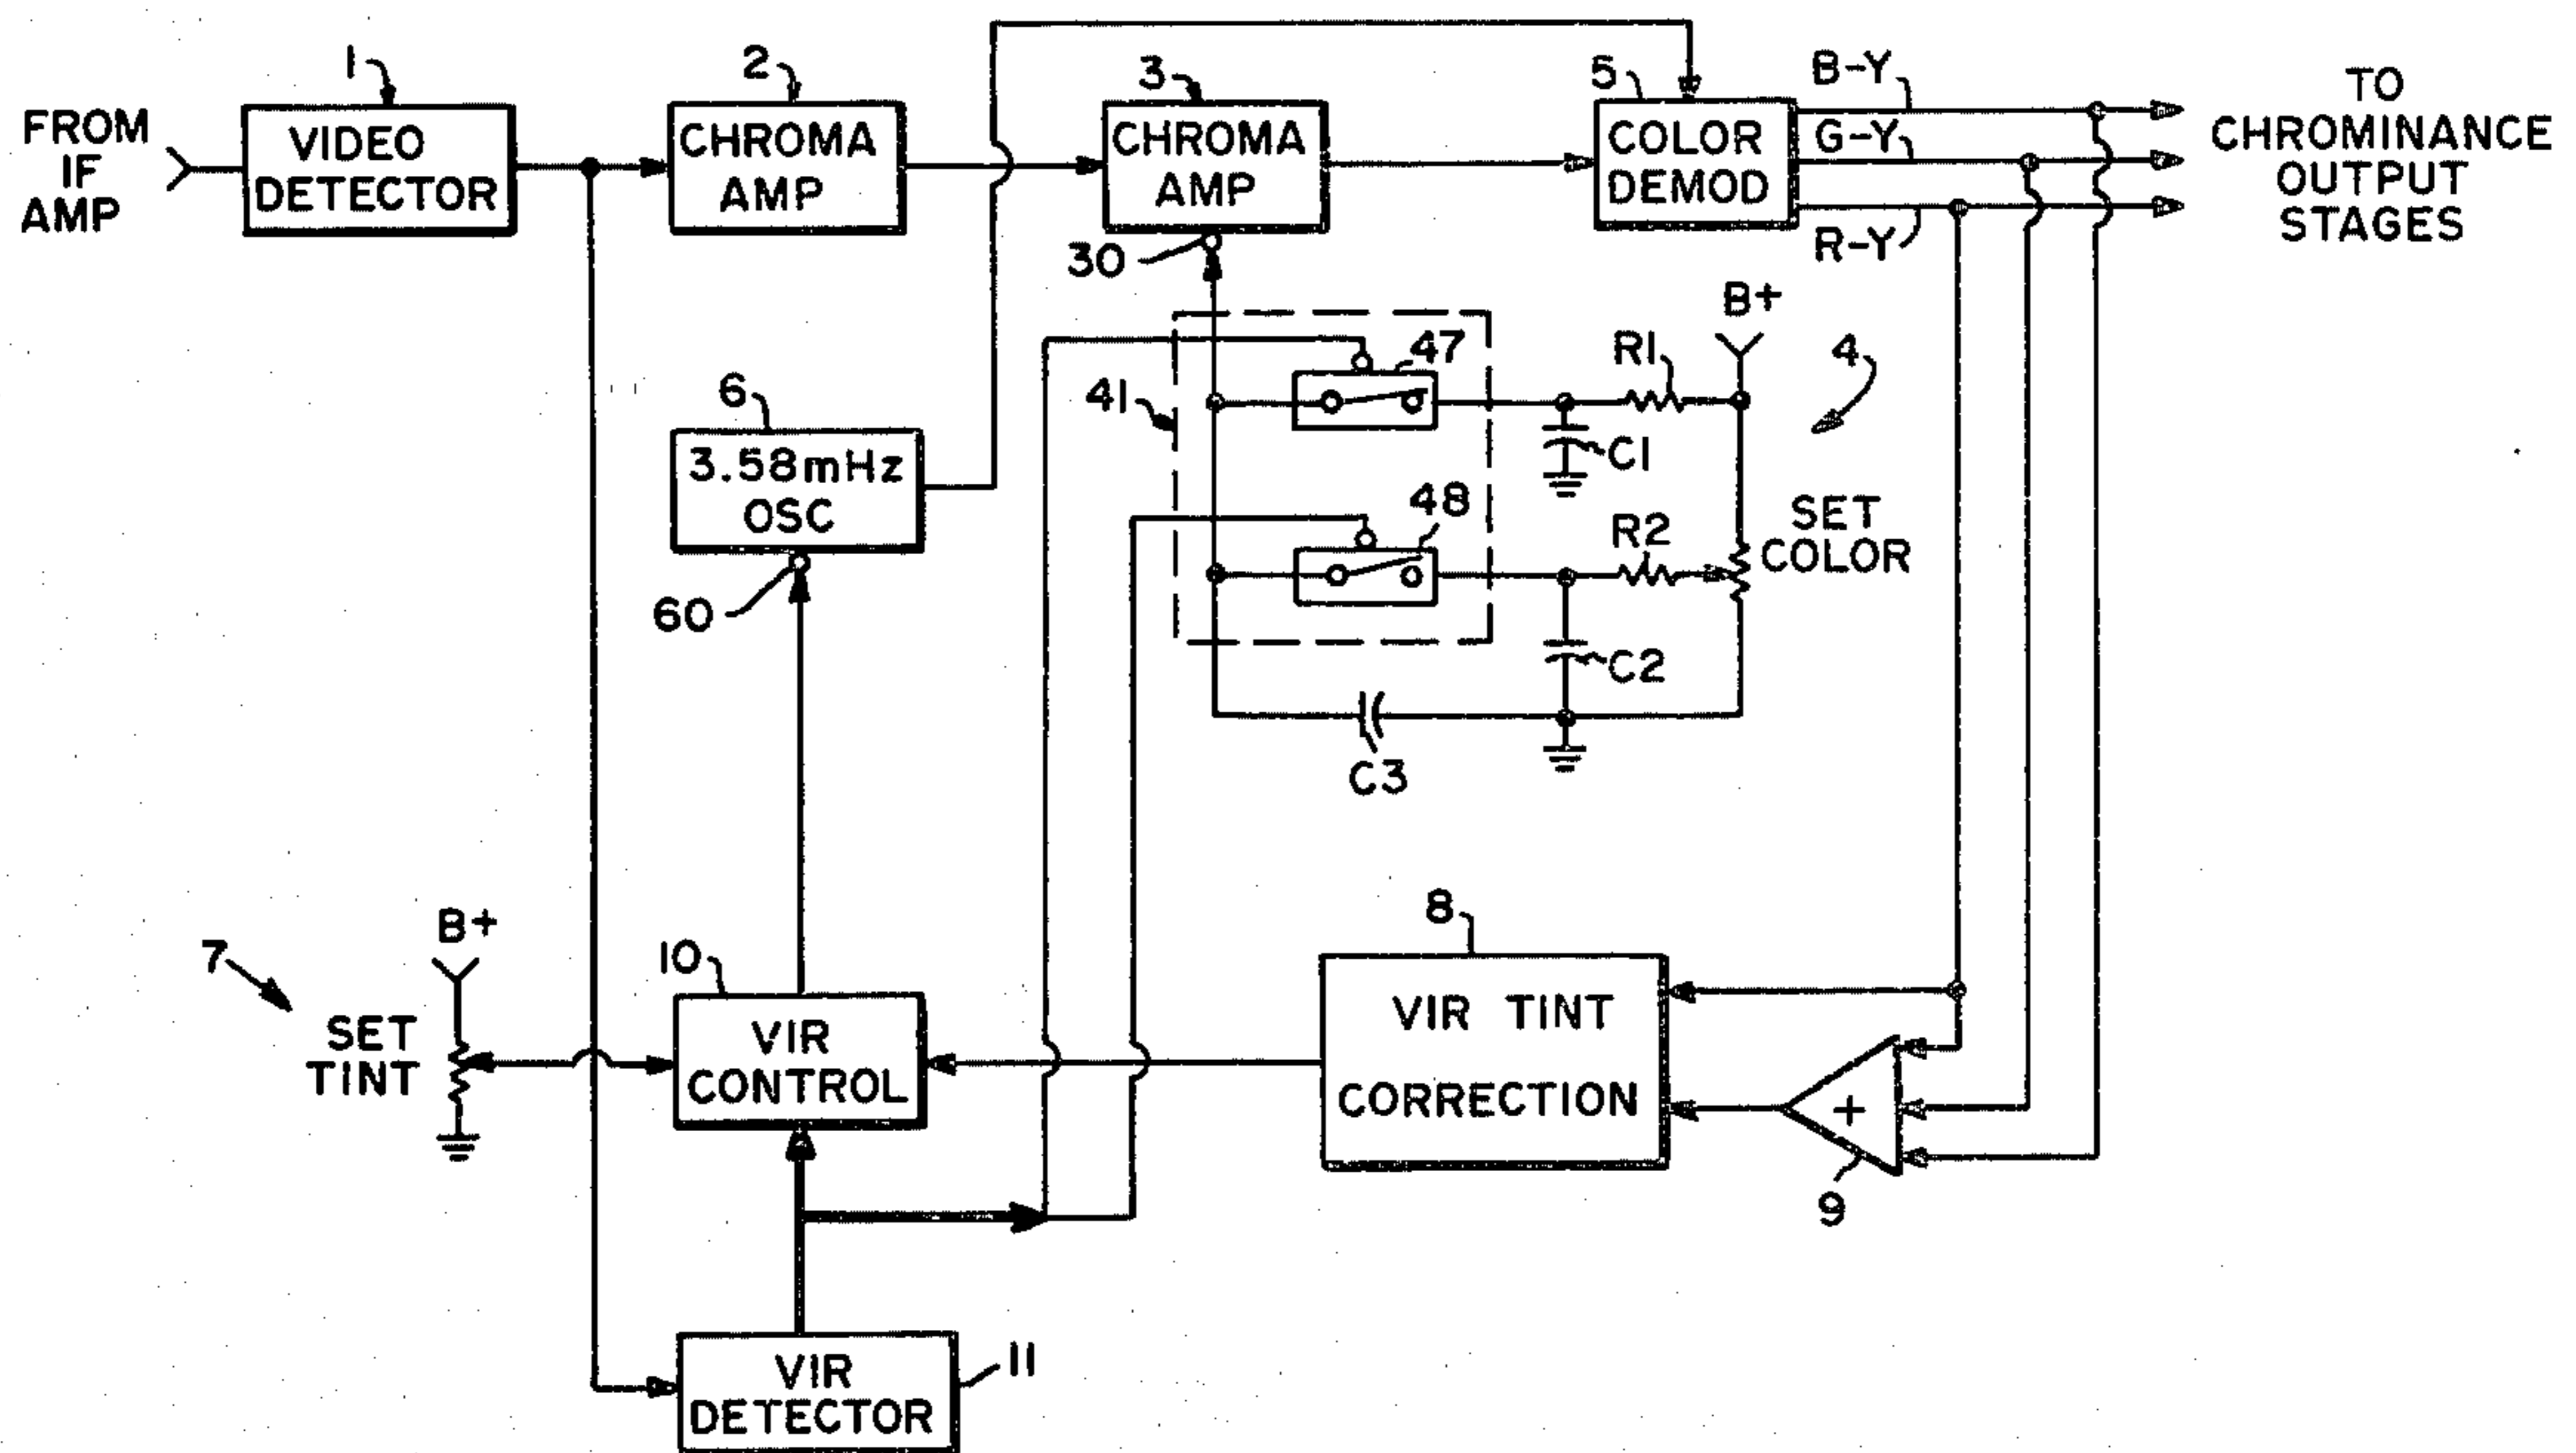 FROM
IF
AMP
1
VIDEO
DETECTOR
2
CHROMA
AMP
3
CHROMA
AMP
30
5
COLOR
DEMOD
B-Y
G-Y
R-Y
TO
CHROMINANCE
OUTPUT
STAGES
6
3.58mHz
OSC
60
41
47
48
R1
B+
4
C1
R2
SET
COLOR
C2
C3
7
B+
SET
TINT
10
VIR
CONTROL
8
VIR TINT
CORRECTION
+
9
VIR
DETECTOR
11